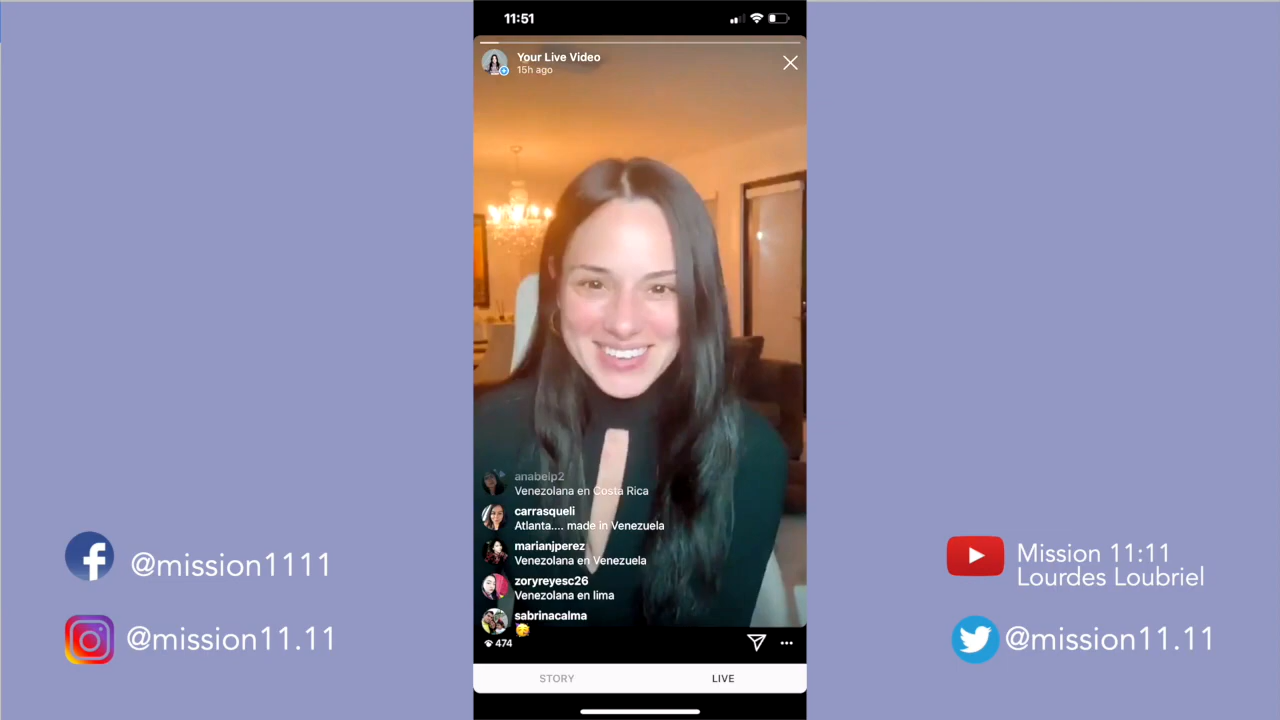 11:51
Your Live Video
15h ago
anabelp2
Venezolana en Costa Rica
carrasqueli
Atlanta.... made in Venezuela
marianjperez
Venezolana en Venezuela
zoryreyesc26
Venezolana en lima
sabrinacalma
474
STORY
LIVE
@mission1111
@mission11.11
Mission 11:11
Lourdes Loubriel
@mission11.11